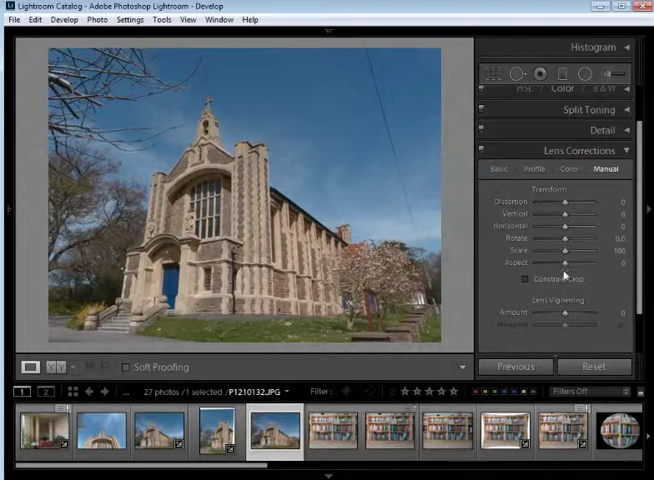 Lightroom Catalog - Adobe Photoshop Lightroom - Develop
File Edit Develop Photo Settings Tools View Window Help
Histogram
HSL / Color / B & W
Split Toning
Detail
Lens Corrections
Basic Profile Color Manual
Transform
Distortion 0
Vertical 0
Horizontal 0
Rotate 0.0
Scale 100
Aspect 0
Constrain Crop
Lens Vignetting
Amount 0
Midpoint 50
Soft Proofing
Previous Reset
1 2 ... 27 photos /1 selected /P1210132.JPG Filter : Filters Off